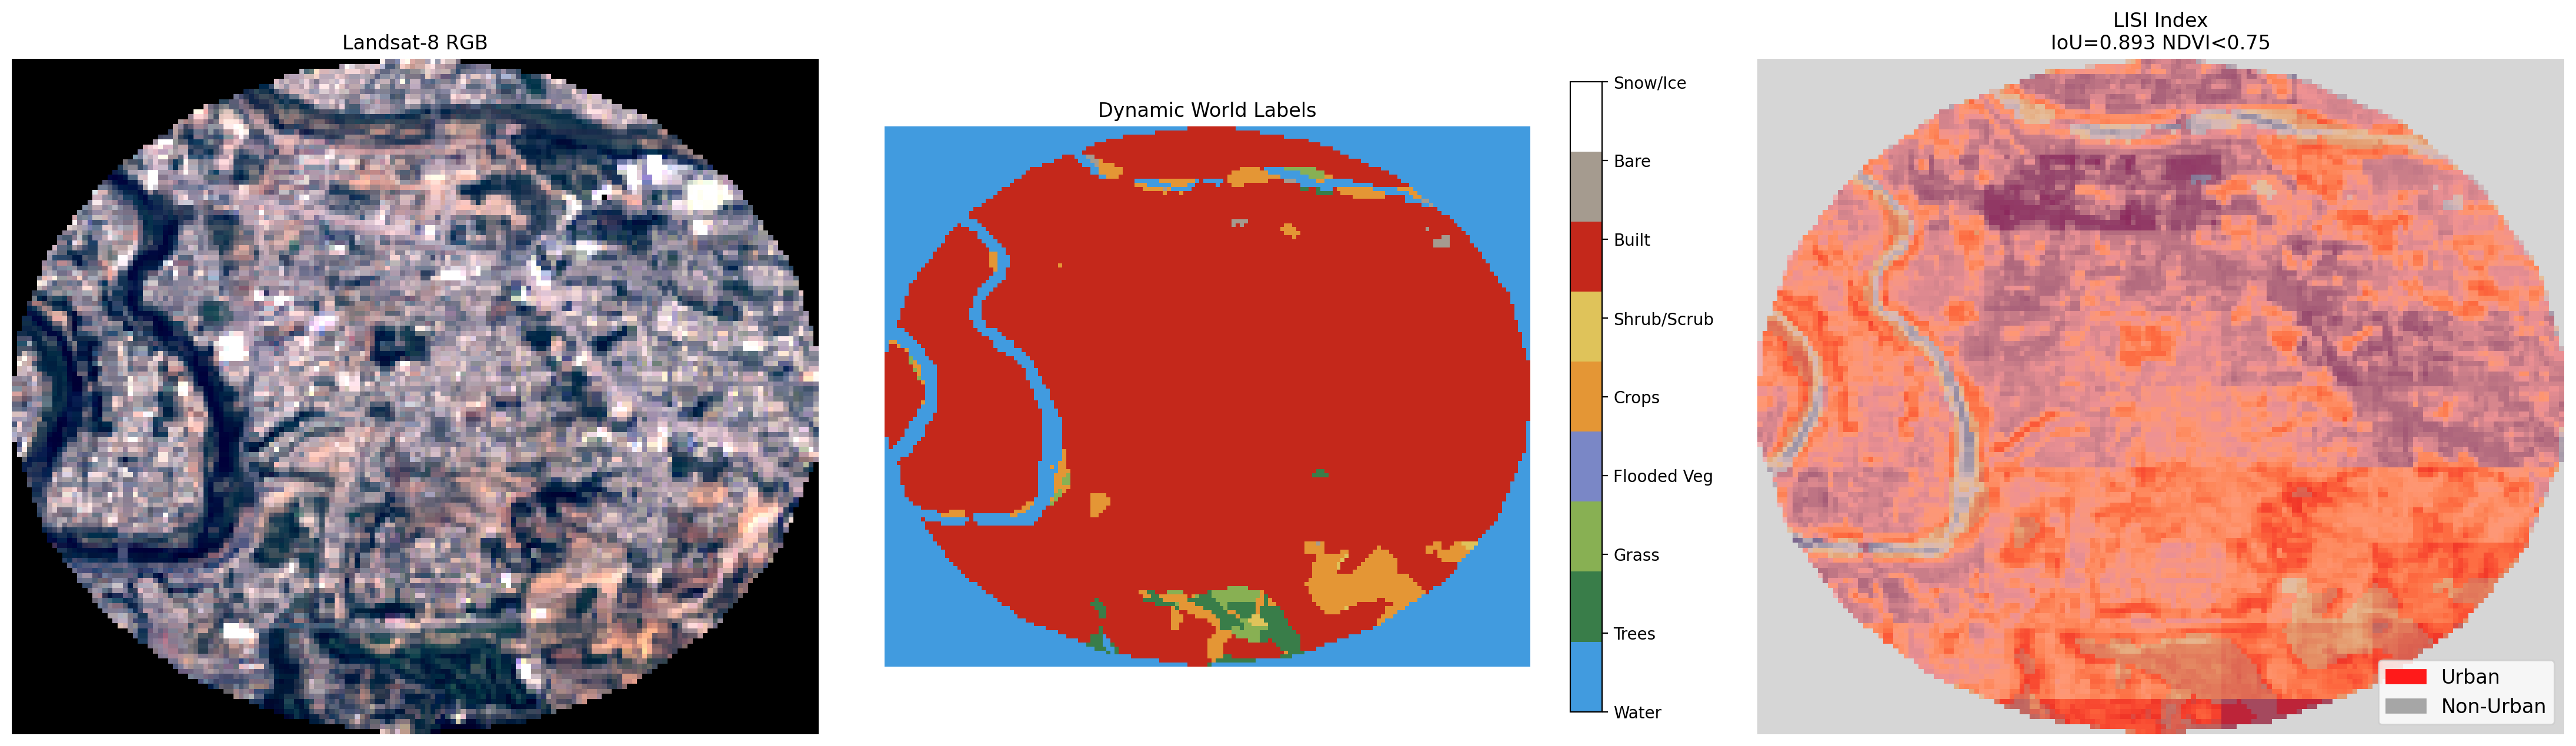 Landsat-8 RGB
Dynamic World Labels
Snow/Ice
Bare
Built
Shrub/Scrub
Crops
Flooded Veg
Grass
Trees
Water
LISI Index
IoU=0.893 NDVI<0.75
Urban
Non-Urban